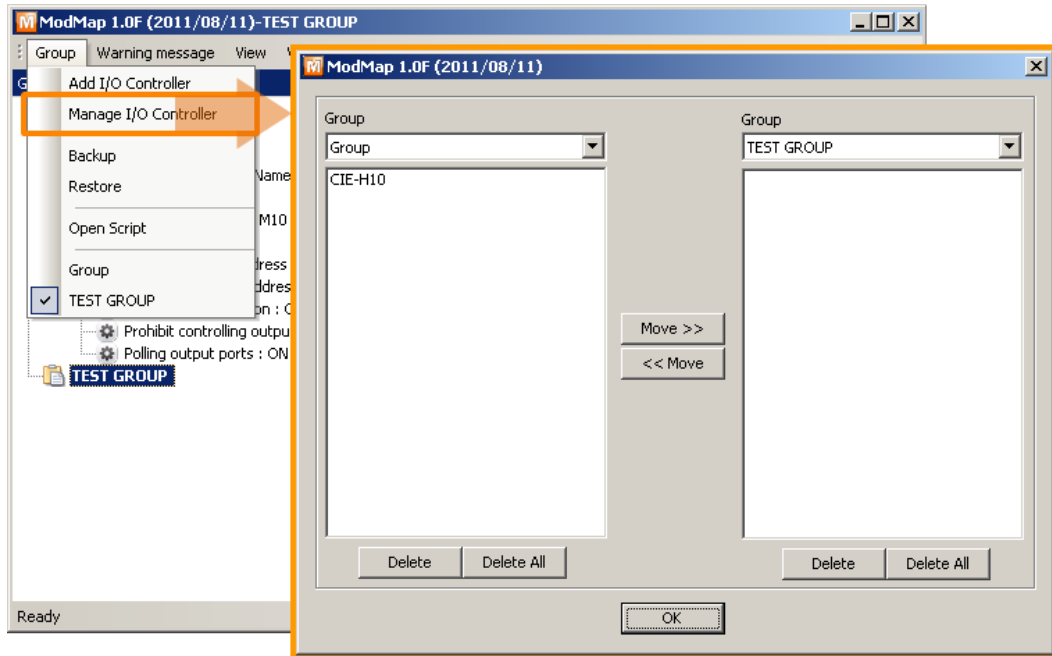 ModMap 1.0F (2011/08/11)-TEST GROUP
Group Warning message View
Add I/O Controller
Manage I/O Controller
Backup
Restore
Open Script
Group
TEST GROUP
M10
Prohibit controlling outpu
Polling output ports : ON
TEST GROUP
Ready
ModMap 1.0F (2011/08/11)
Group
Group
CIE-H10
Move >>
<< Move
Group
TEST GROUP
Delete Delete All
Delete Delete All
OK